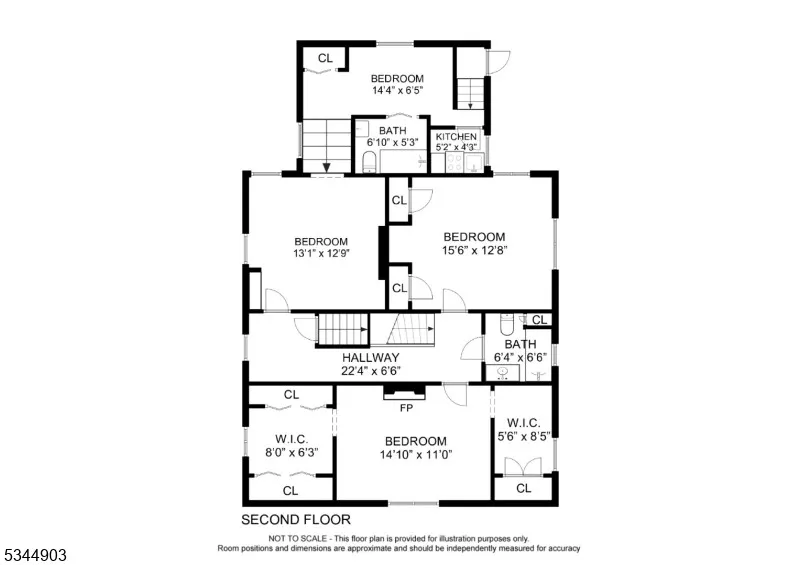 CL
BEDROOM
14'4" x 6'5"
BATH
6'10" x 5'3"
KITCHEN
5'2" x 4'3"
CL
BEDROOM
13'1" x 12'9"
BEDROOM
15'6" x 12'8"
CL
CL
BATH
6'4" x 6'6"
HALLWAY
22'4" x 6'6"
CL
FP
W.I.C.
5'6" x 8'5"
W.I.C.
8'0" x 6'3"
BEDROOM
14'10" x 11'0"
CL
CL
SECOND FLOOR
NOT TO SCALE - This floor plan is provided for illustration purposes only.
Room positions and dimensions are approximate and should be independently measured for accuracy
5344903